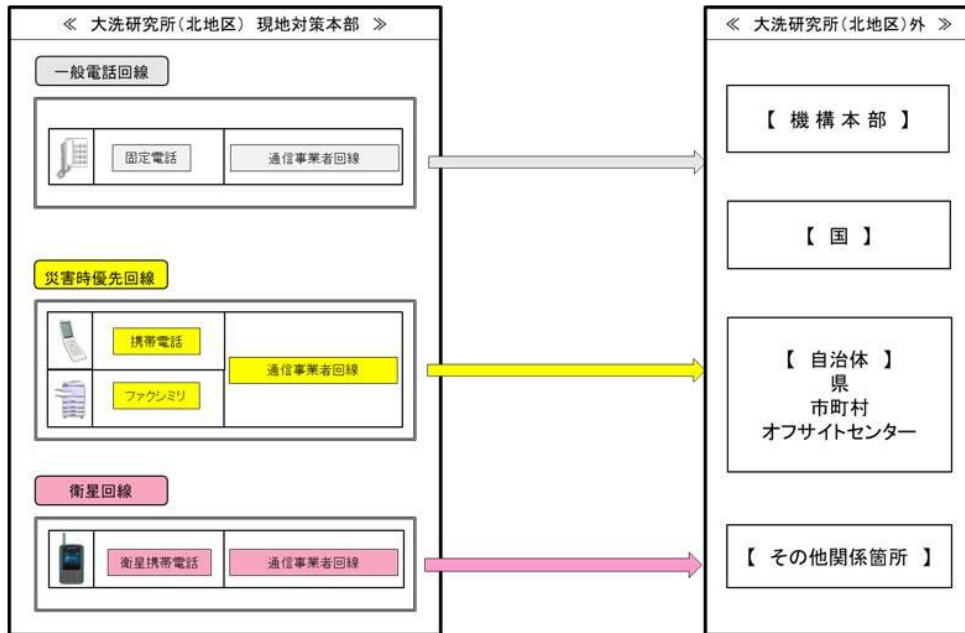 ≪ 大洗研究所(北地区) 現地対策本部 ≫
一般電話回線
固定電話
通信事業者回線
災害時優先回線
携帯電話
ファクシミリ
通信事業者回線
衛星回線
衛星携帯電話
通信事業者回線
≪ 大洗研究所(北地区)外 ≫
【 機 構 本 部 】
【 国 】
【 自 治 体 】
県
市町村
オフサイトセンター
【 その他関係箇所 】